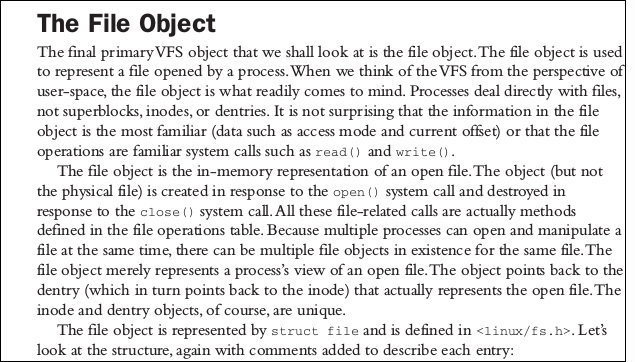 The File Object
The final primary VFS object that we shall look at is the file object. The file object is used
to represent a file opened by a process. When we think of the VFS from the perspective of
user-space, the file object is what readily comes to mind. Processes deal directly with files,
not superblocks, inodes, or dentries. It is not surprising that the information in the file
object is the most familiar (data such as access mode and current offset) or that the file
operations are familiar system calls such as read() and write().
The file object is the in-memory representation of an open file. The object (but not
the physical file) is created in response to the open() system call and destroyed in
response to the close() system call. All these file-related calls are actually methods
defined in the file operations table. Because multiple processes can open and manipulate a
file at the same time, there can be multiple file objects in existence for the same file. The
file object merely represents a process's view of an open file. The object points back to the
dentry (which in turn points back to the inode) that actually represents the open file. The
inode and dentry objects, of course, are unique.
The file object is represented by struct file and is defined in <linux/fs.h>. Let's
look at the structure, again with comments added to describe each entry: